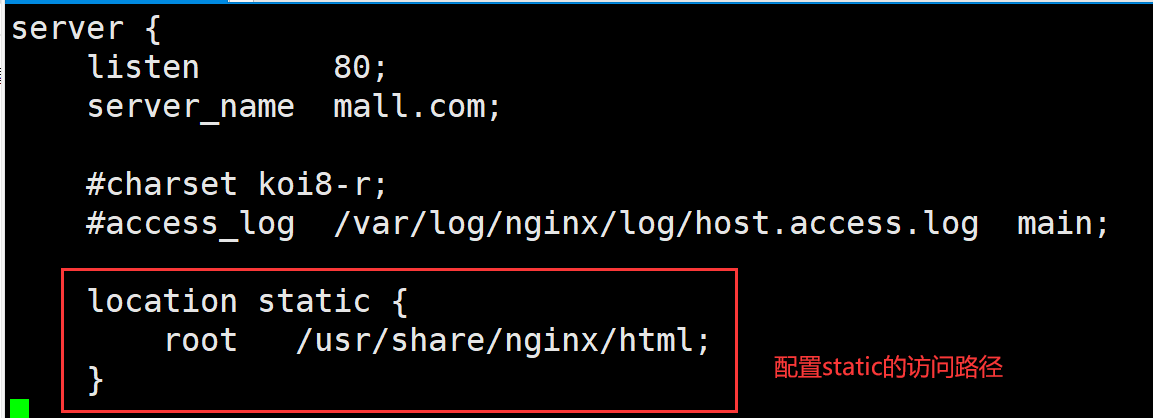 server {
    listen       80;
    server_name  mall.com;
    #charset koi8-r;
    #access_log  /var/log/nginx/log/host.access.log  main;
    location static {
        root   /usr/share/nginx/html;
    }
配置static的访问路径